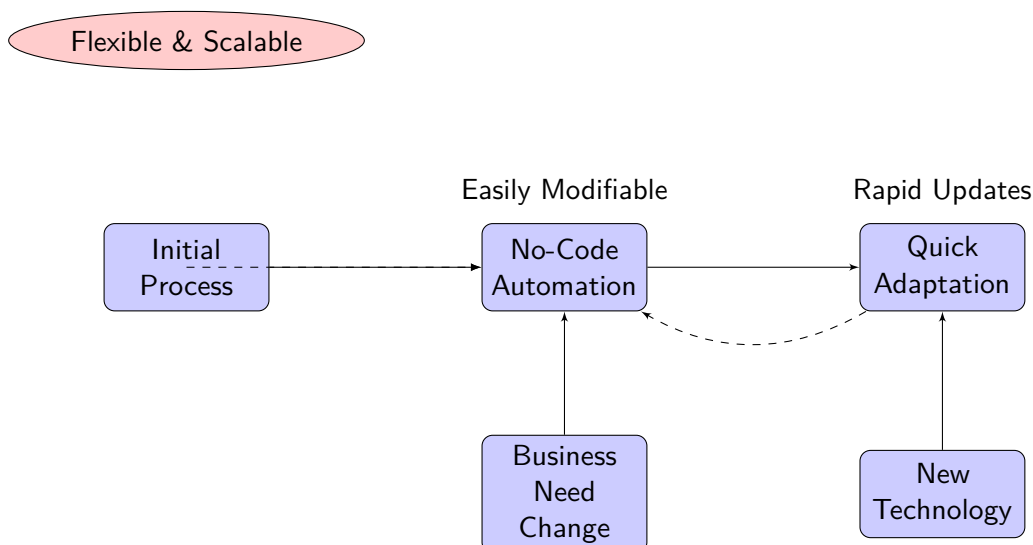 Flexible & Scalable
Easily Modifiable
Rapid Updates
Initial
Process
No-Code
Automation
Quick
Adaptation
Business
Need
Change
New
Technology